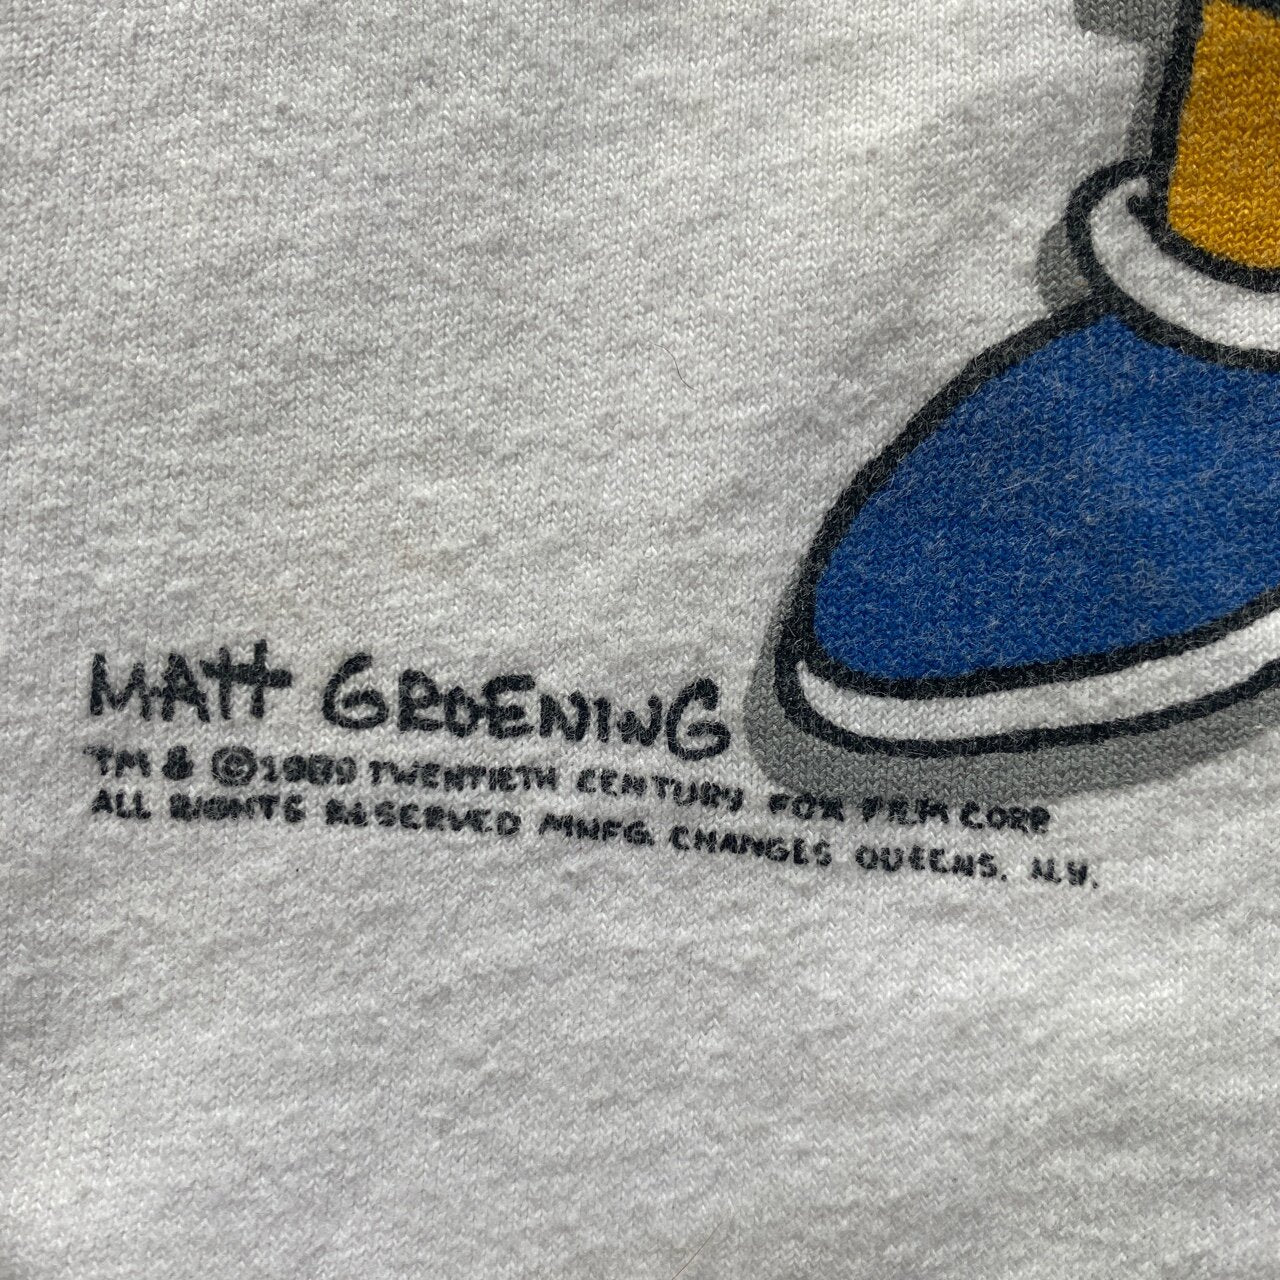 MATT GROENING
TM & ©1989 TWENTIETH CENTURY FOX FILM CORP
ALL RIGHTS RESERVED MNFG. CHANGES QUEENS, N.Y.